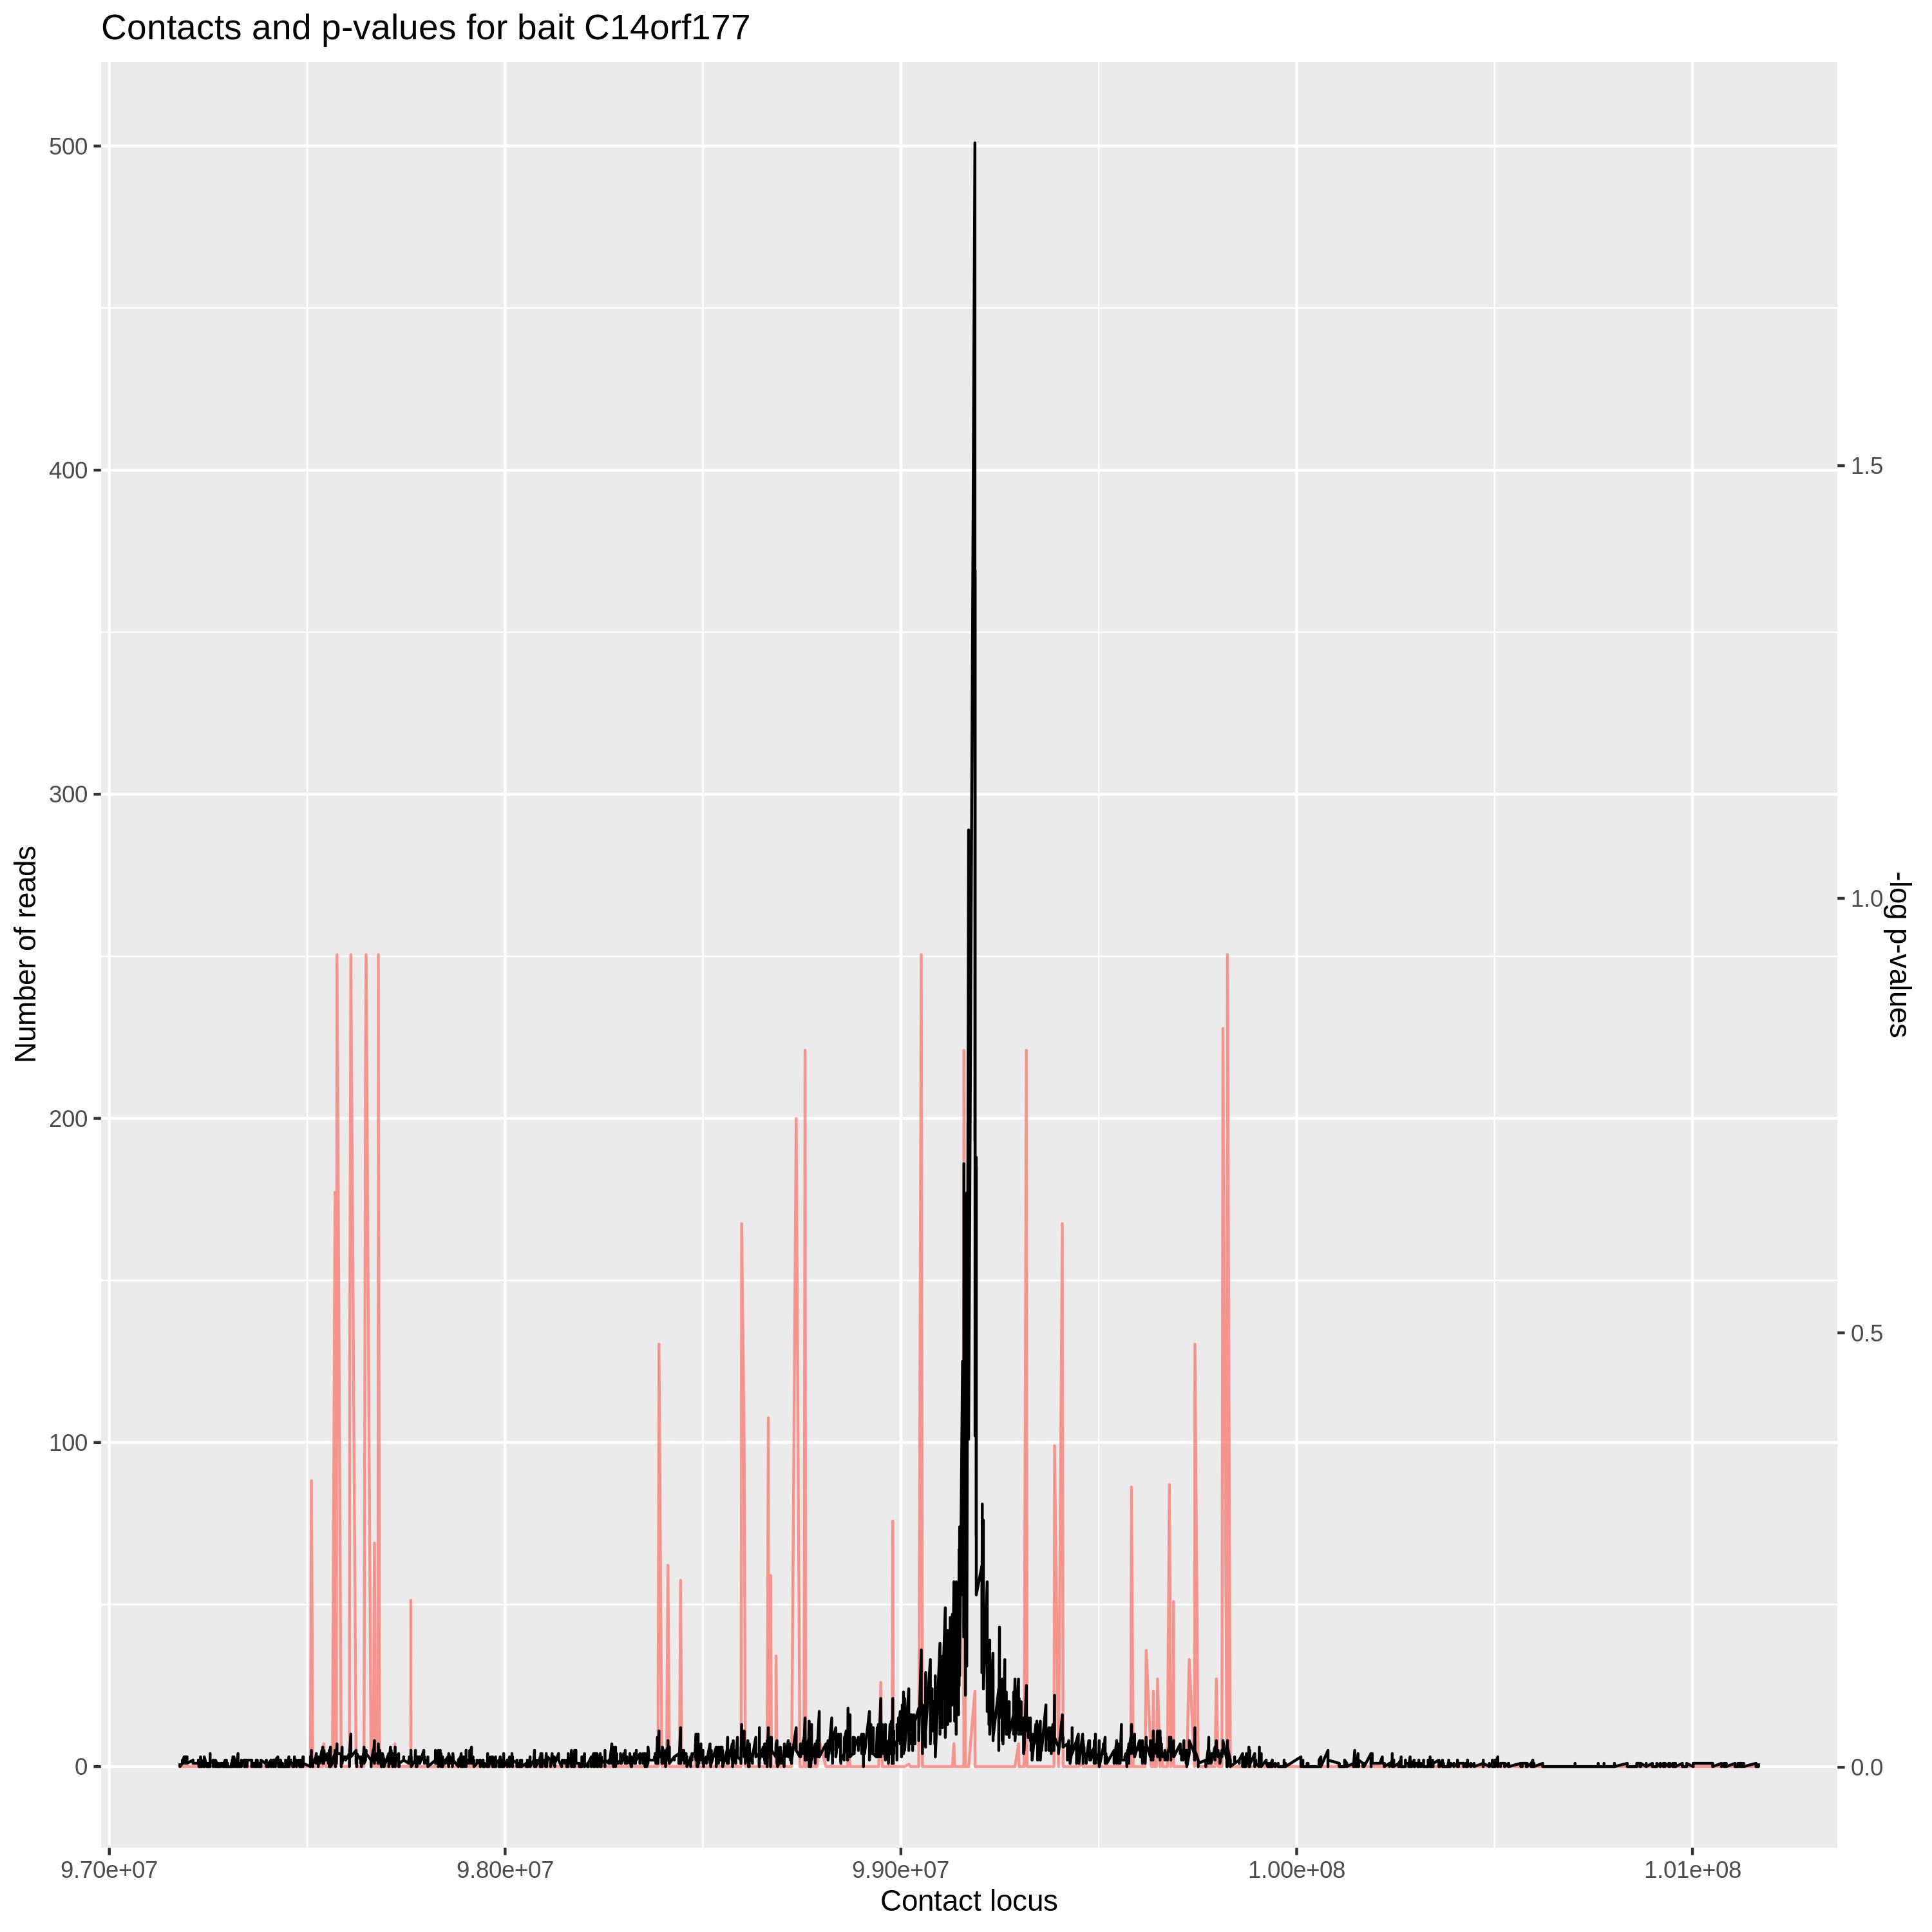 Contacts and p-values for bait C14orf177
500
400
300
200
100
0
Number of reads
1.5
1.0
0.5
0.0
-log p-values
9.70e+07
9.80e+07
9.90e+07
1.00e+08
1.01e+08
Contact locus